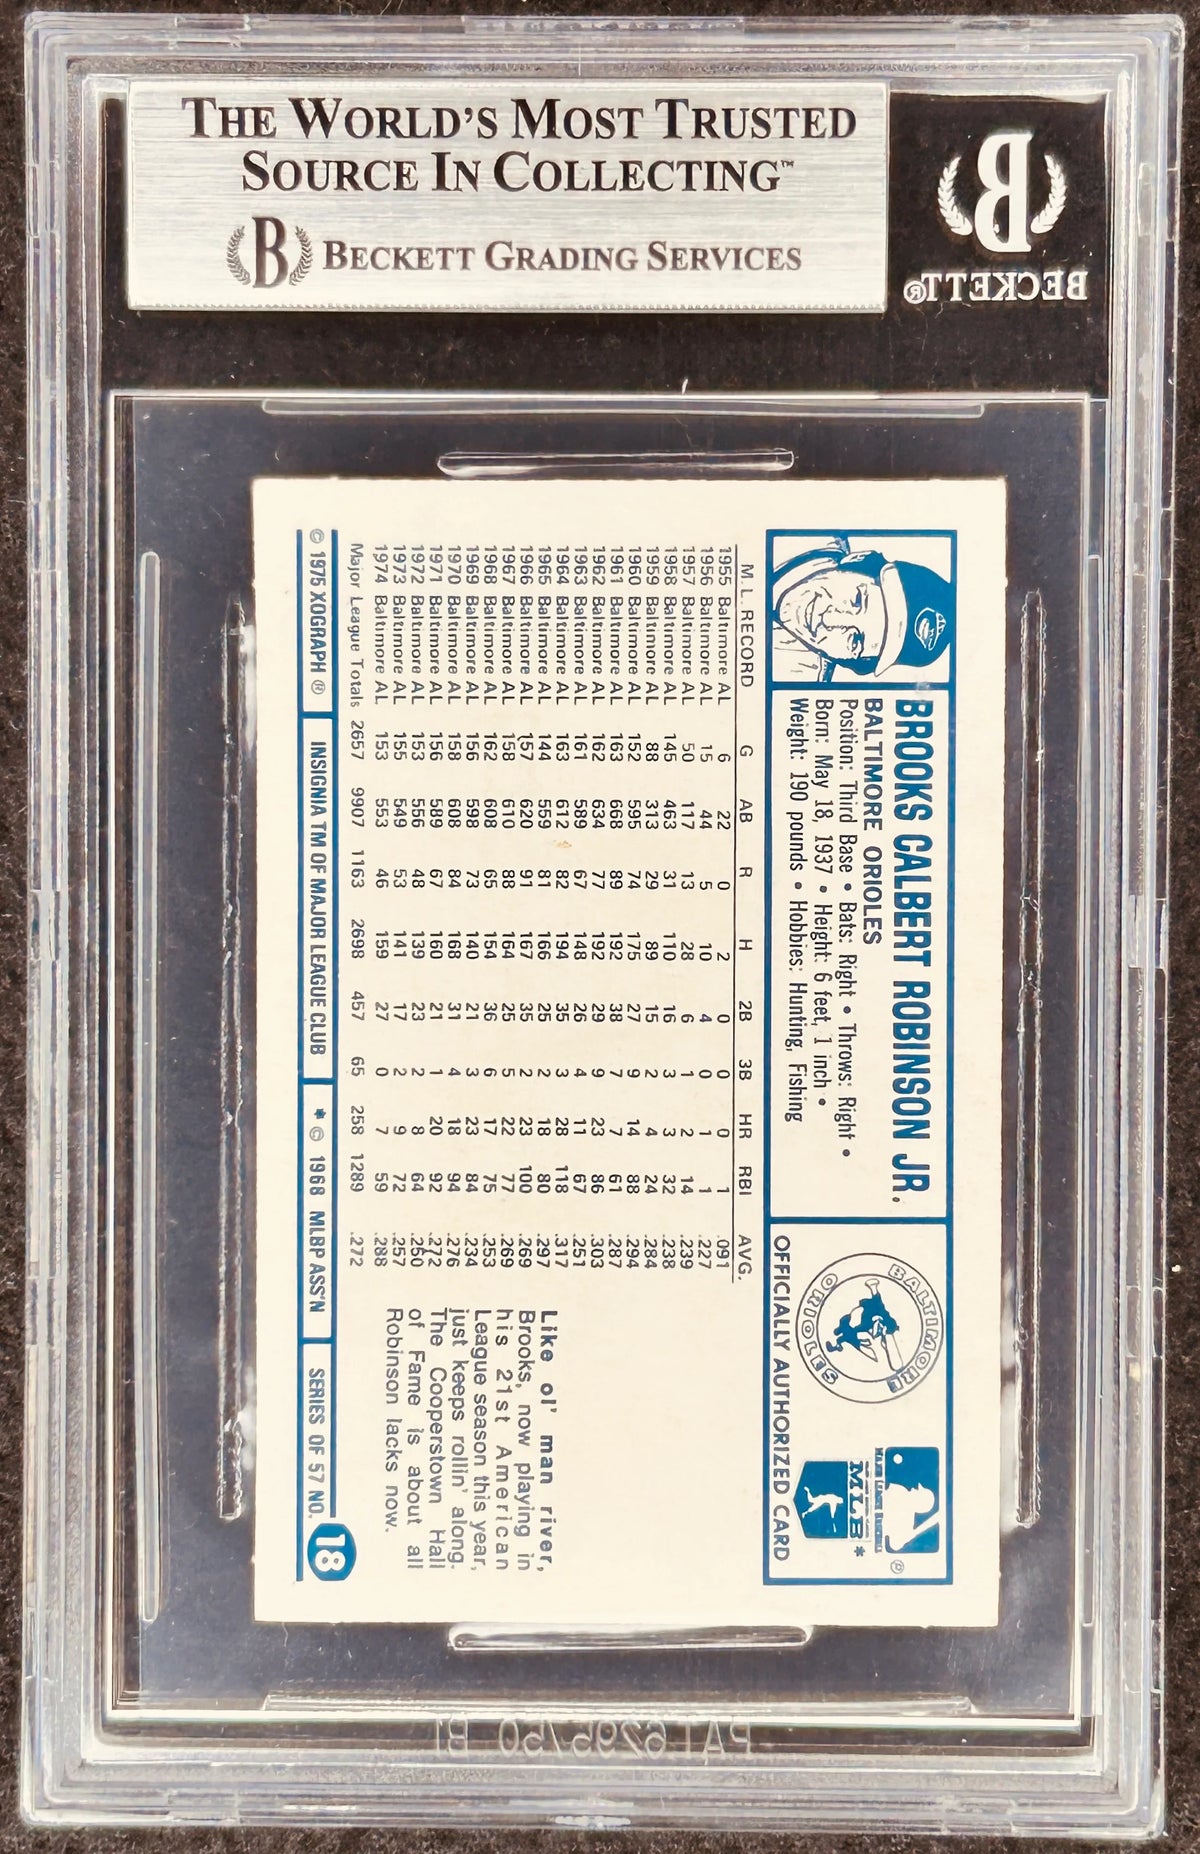 THE WORLD'S MOST TRUSTED
SOURCE IN COLLECTING™
B BECKETT GRADING SERVICES
B
BECKETT®
BROOKS CALBERT ROBINSON JR.
BALTIMORE ORIOLES
Position: Third Base • Bats: Right • Throws: Right •
Born: May 18, 1937 • Height: 6 feet, 1 inch •
Weight: 190 pounds • Hobbies: Hunting, Fishing
BALTIMORE ORIOLES
MLB*
®
OFFICIALLY AUTHORIZED CARD
M. L. RECORD G AB R H 2B 3B HR RBI AVG.
1955 Baltimore AL 6 22 0 2 0 0 0 1 .091
1956 Baltimore AL 15 44 5 10 4 0 1 1 .227
1957 Baltimore AL 50 117 13 28 6 1 2 14 .239
1958 Baltimore AL 145 463 31 110 16 3 3 32 .238
1959 Baltimore AL 88 313 29 89 15 2 4 24 .284
1960 Baltimore AL 152 595 74 175 27 9 14 88 .294
1961 Baltimore AL 163 668 89 192 38 7 7 61 .287
1962 Baltimore AL 162 634 77 192 29 9 23 86 .303
1963 Baltimore AL 161 589 67 148 26 4 11 67 .251
1964 Baltimore AL 163 612 82 194 35 3 28 118 .317
1965 Baltimore AL 144 559 81 166 25 2 18 80 .297
1966 Baltimore AL 157 620 91 167 35 2 23 100 .269
1967 Baltimore AL 158 610 88 164 25 5 22 77 .269
1968 Baltimore AL 162 608 65 154 36 6 17 75 .253
1969 Baltimore AL 156 598 73 140 21 3 23 84 .234
1970 Baltimore AL 158 608 84 168 31 4 18 94 .276
1971 Baltimore AL 156 589 67 160 21 1 20 92 .272
1972 Baltimore AL 153 556 48 139 23 2 8 64 .250
1973 Baltimore AL 155 549 53 141 17 2 9 72 .257
1974 Baltimore AL 153 553 46 159 27 0 7 59 .288
Major League Totals 2657 9907 1163 2698 457 65 258 1289 .272
Like ol' man river,
Brooks, now playing in
his 21st American
League season this year,
just keeps rollin' along.
The Cooperstown Hall
of Fame is about all
Robinson lacks now.
© 1975 XOGRAPH ® INSIGNIA TM OF MAJOR LEAGUE CLUB * © 1968 MLBP ASS'N SERIES OF 57 NO. 18